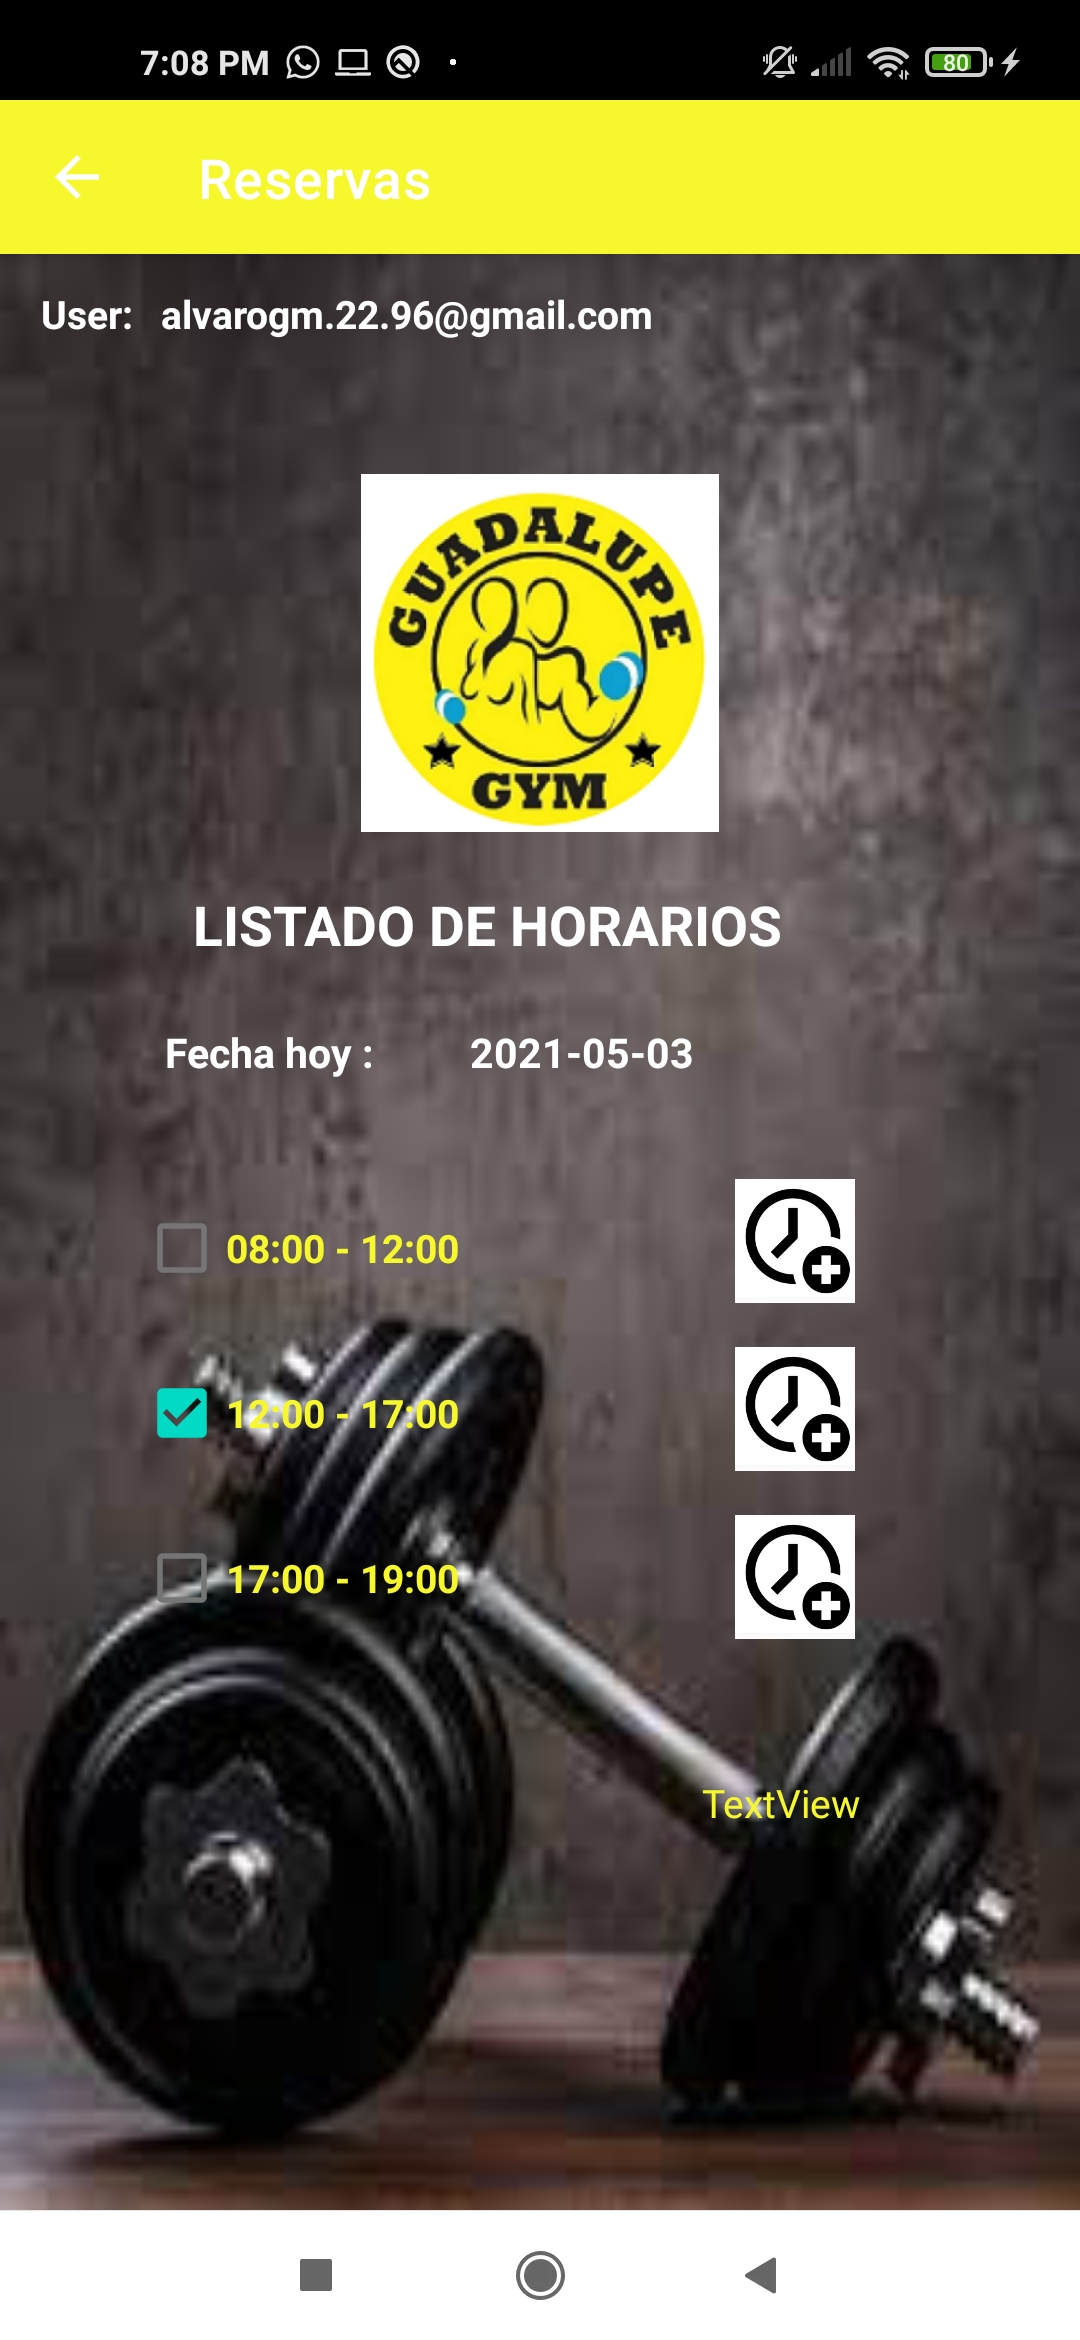 7:08 PM
80
Reservas
User: alvarogm.22.96@gmail.com
GUADALUPE
GYM
LISTADO DE HORARIOS
Fecha hoy : 2021-05-03
08:00 - 12:00
12:00 - 17:00
17:00 - 19:00
TextView